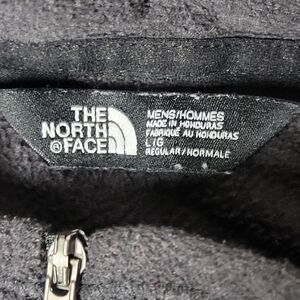 THE
NORTH
®FACE
MENS/HOMMES
MADE IN HONDURAS
FABRIQUÉ AU HONDURAS
L/G
REGULAR/NORMALE